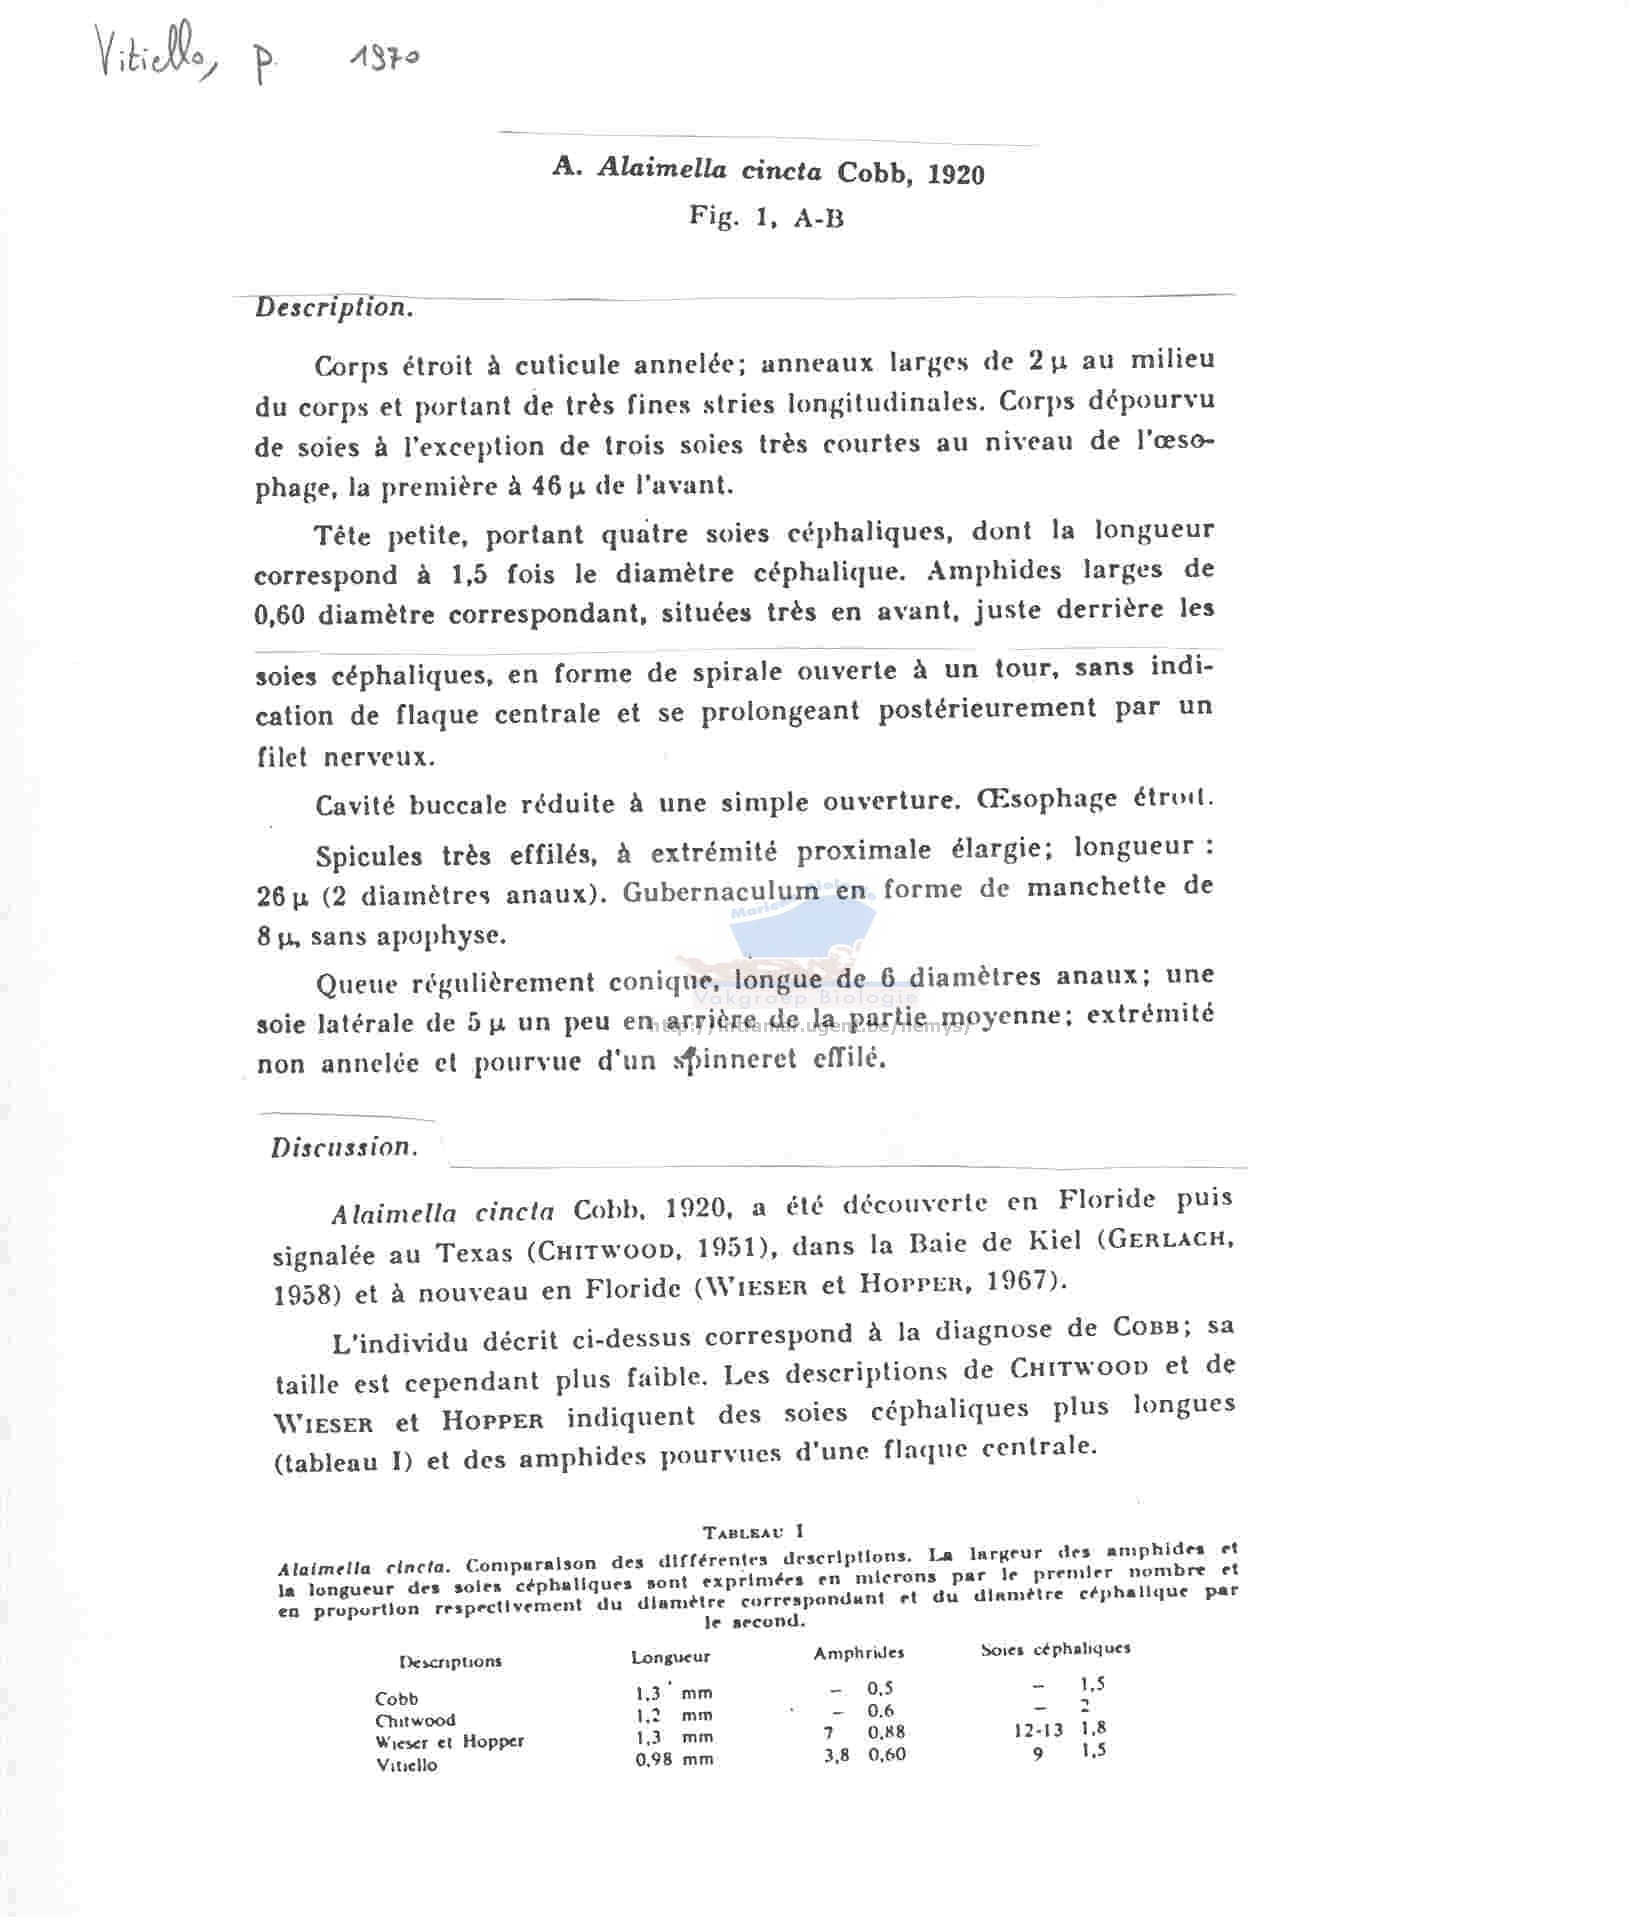 Vitiello, P. 1970
A. Alaimella cincta Cobb, 1920
Fig. 1, A-B
Description.
Corps étroit à cuticule annelée; anneaux larges de 2 µ au milieu
du corps et portant de très fines stries longitudinales. Corps dépourvu
de soies à l'exception de trois soies très courtes au niveau de l'œso-
phage, la première à 46 µ de l'avant.
Tête petite, portant quatre soies céphaliques, dont la longueur
correspond à 1,5 fois le diamètre céphalique. Amphides larges de
0,60 diamètre correspondant, situées très en avant, juste derrière les
soies céphaliques, en forme de spirale ouverte à un tour, sans indi-
cation de flaque centrale et se prolongeant postérieurement par un
filet nerveux.
Cavité buccale réduite à une simple ouverture. Œsophage étroit.
Spicules très effilés, à extrémité proximale élargie; longueur :
26 µ (2 diamètres anaux). Gubernaculum en forme de manchette de
8 µ, sans apophyse.
Queue régulièrement conique, longue de 6 diamètres anaux; une
Vakgroep Biologie
soie latérale de 5 µ un peu en arrière de la partie moyenne; extrémité
non annelée et pourvue d'un spinneret effilé.
Discussion.
Alaimella cincta Cobb, 1920, a été découverte en Floride puis
signalée au Texas (CHITWOOD, 1951), dans la Baie de Kiel (GERLACH,
1958) et à nouveau en Floride (WIESER et HOPPER, 1967).
L'individu décrit ci-dessus correspond à la diagnose de COBB; sa
taille est cependant plus faible. Les descriptions de CHITWOOD et de
WIESER et HOPPER indiquent des soies céphaliques plus longues
(tableau I) et des amphides pourvues d'une flaque centrale.
TABLEAU I
Alaimella cincta. Comparaison des différentes descriptions. La largeur des amphides et
la longueur des soies céphaliques sont exprimées en microns par le premier nombre et
en proportion respectivement du diamètre correspondant et du diamètre céphalique par
le second.
Descriptions Longueur Amphrides Soies céphaliques
Cobb 1,3 mm – 0,5 – 1,5
Chitwood 1,2 mm – 0,6 – 2
Wieser et Hopper 1,3 mm 7 0,88 12-13 1,8
Vitiello 0,98 mm 3,8 0,60 9 1,5